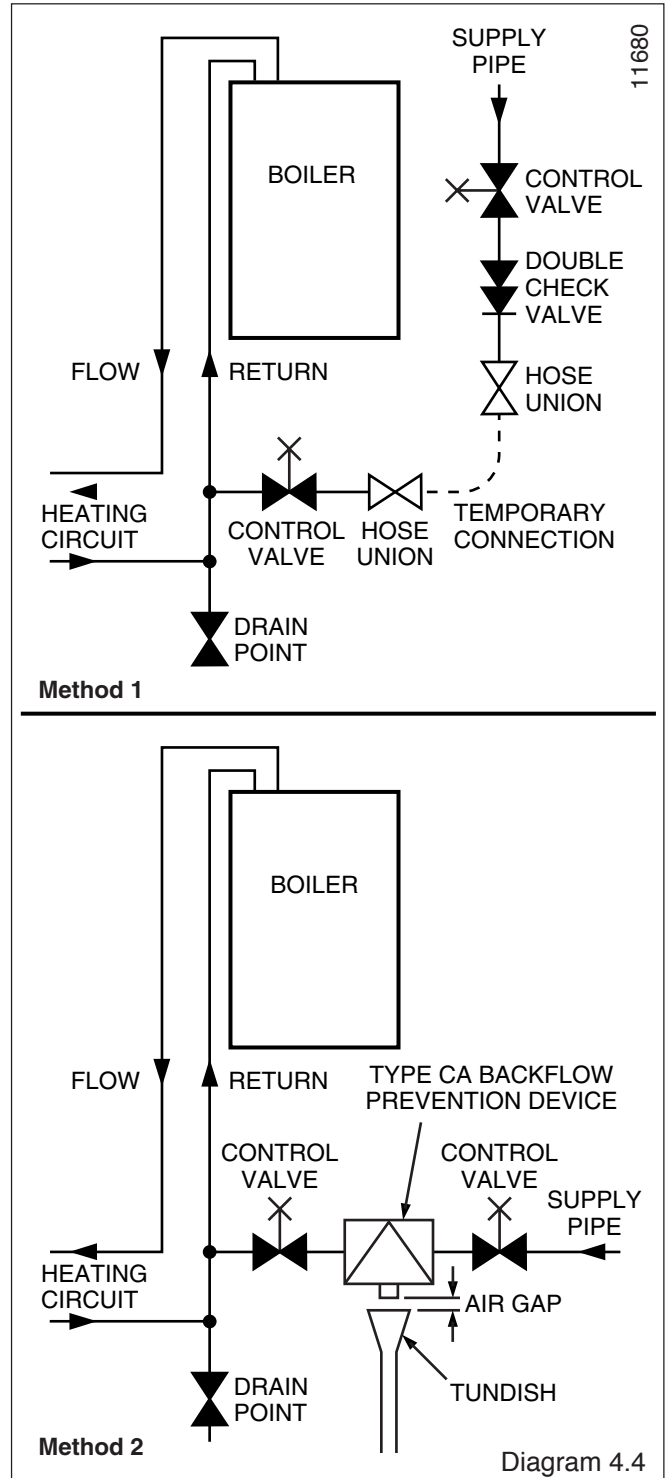 11680
SUPPLY
PIPE
BOILER
CONTROL
VALVE
DOUBLE
CHECK
VALVE
FLOW
RETURN
HOSE
UNION
HEATING
CIRCUIT
CONTROL
VALVE
HOSE
UNION
TEMPORARY
CONNECTION
DRAIN
POINT
Method 1
BOILER
FLOW
RETURN
TYPE CA BACKFLOW
PREVENTION DEVICE
CONTROL
VALVE
CONTROL
VALVE
SUPPLY
PIPE
HEATING
CIRCUIT
AIR GAP
TUNDISH
DRAIN
POINT
Method 2
Diagram 4.4